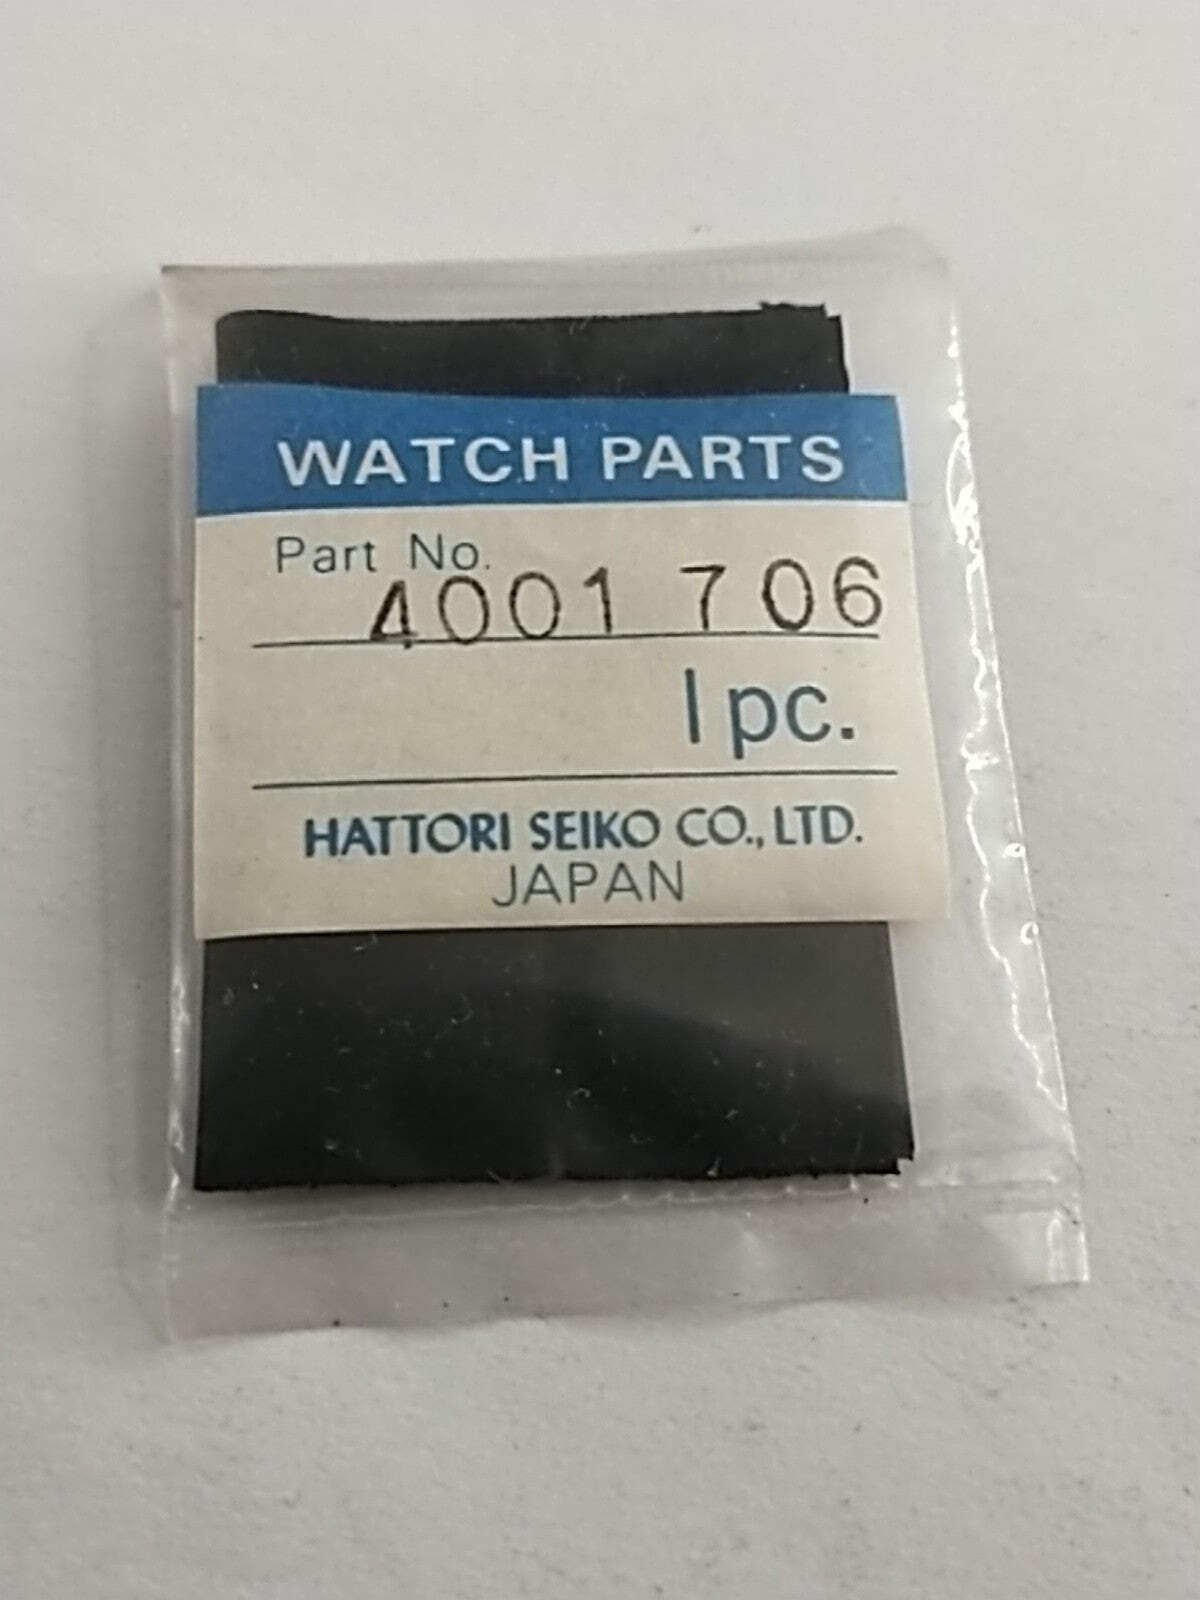 WATCH PARTS
Part No.
4001 706
1 pc.
HATTORI SEIKO CO., LTD.
JAPAN